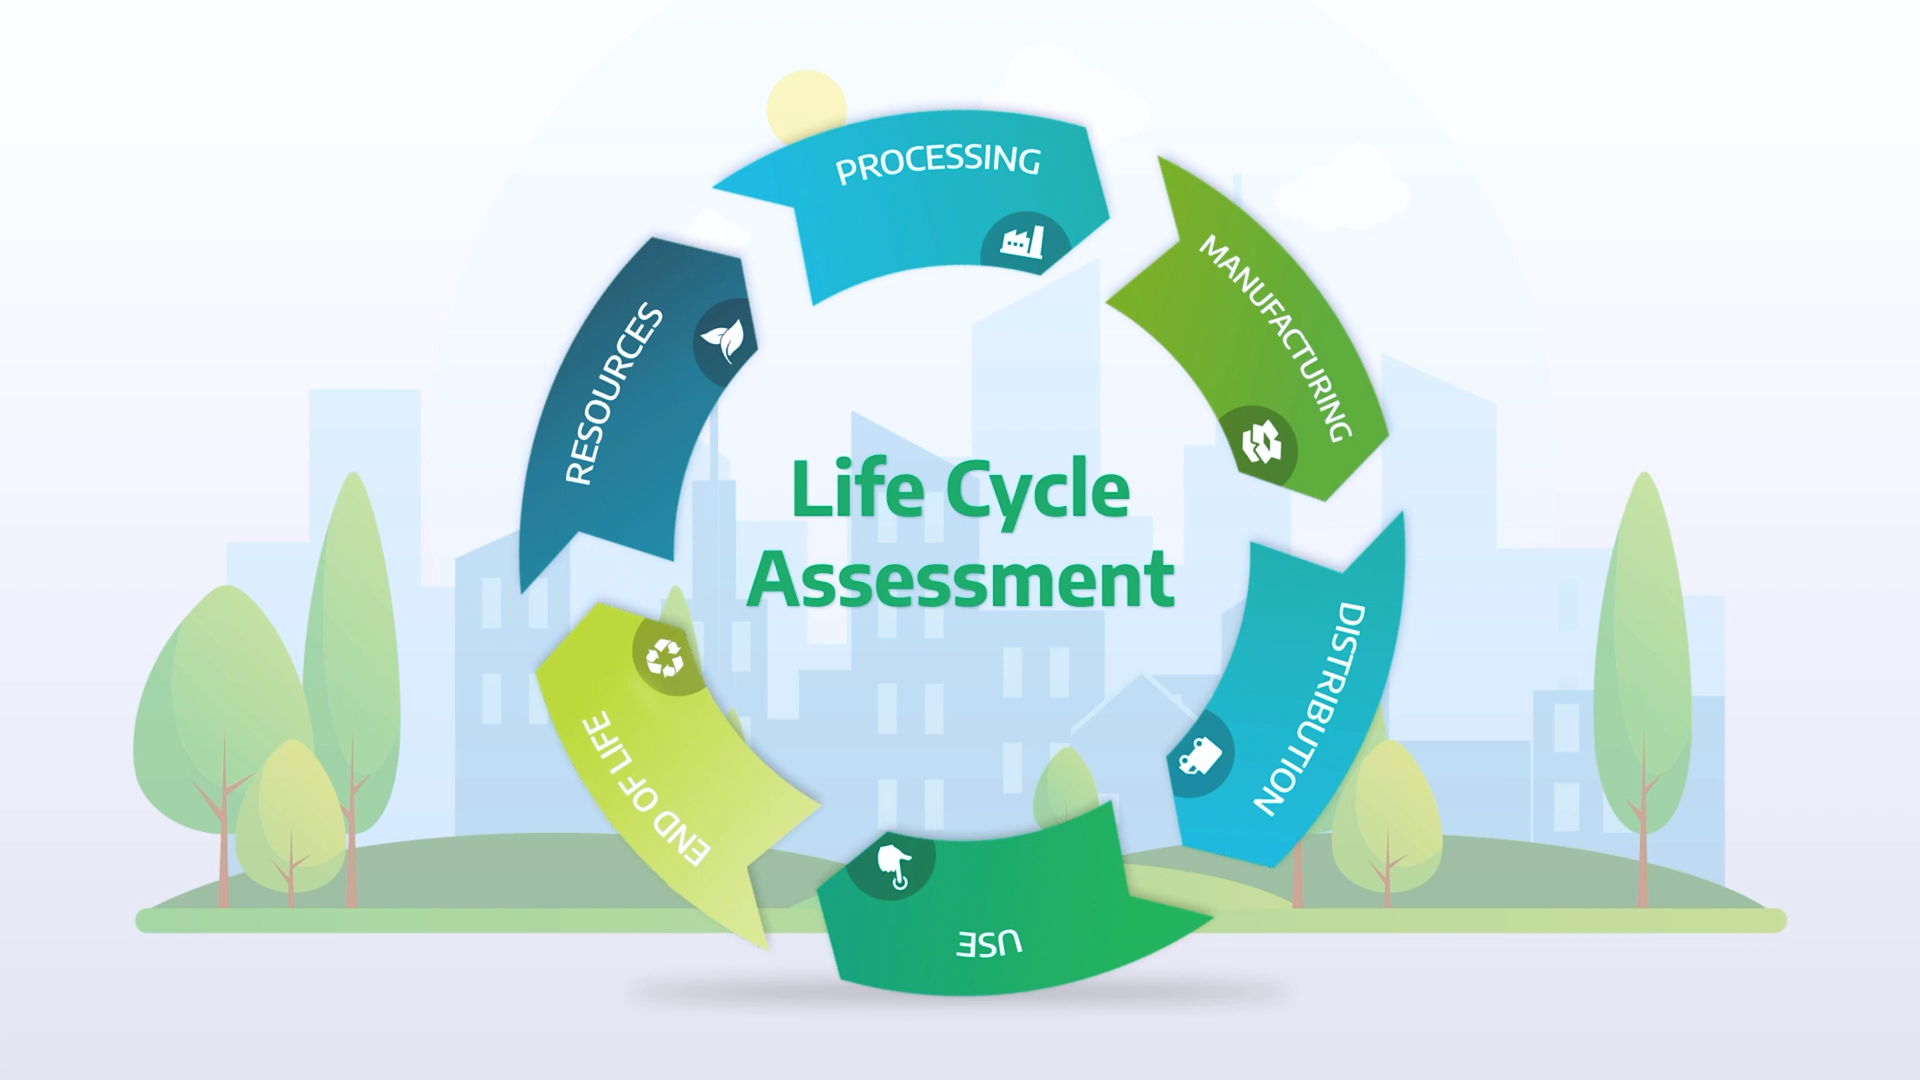 Life Cycle
Assessment
RESOURCES
PROCESSING
MANUFACTURING
DISTRIBUTION
USE
END OF LIFE